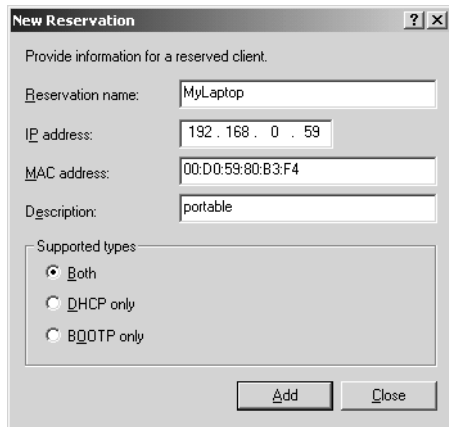 New Reservation
Provide information for a reserved client.
Reservation name: MyLaptop
IP address: 192 . 168 . 0 . 59
MAC address: 00:D0:59:80:B3:F4
Description: portable
Supported types
Both
DHCP only
BOOTP only
Add Close